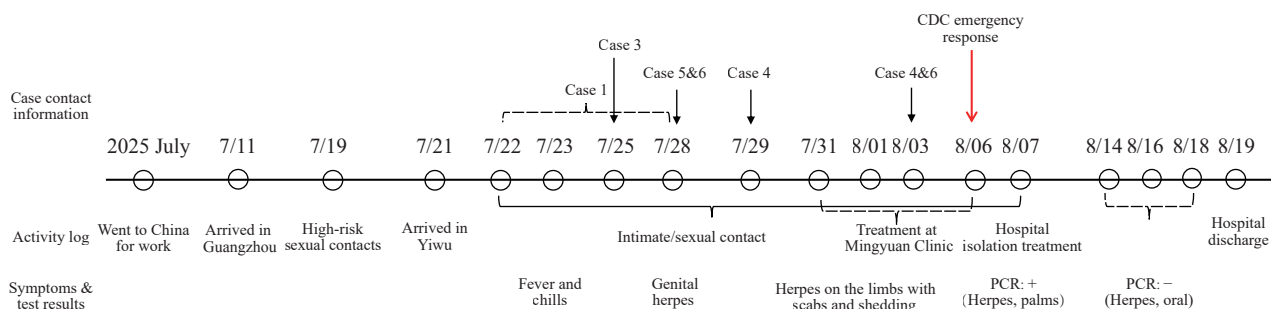 CDC emergency
response
Case 3
Case 5&6
Case 4
Case 4&6
Case 1
Case contact
information
2025 July
7/11
7/19
7/21
7/22
7/23
7/25
7/28
7/29
7/31
8/01
8/03
8/06
8/07
8/14
8/16
8/18
8/19
Activity log
Went to China
for work
Arrived in
Guangzhou
High-risk
sexual contacts
Arrived in
Yiwu
Intimate/sexual contact
Treatment at
Mingyuan Clinic
Hospital
isolation treatment
Hospital
discharge
Symptoms &
test results
Fever and
chills
Genital
herpes
Herpes on the limbs with
scabs and shedding
PCR: +
(Herpes, palms)
PCR: −
(Herpes, oral)